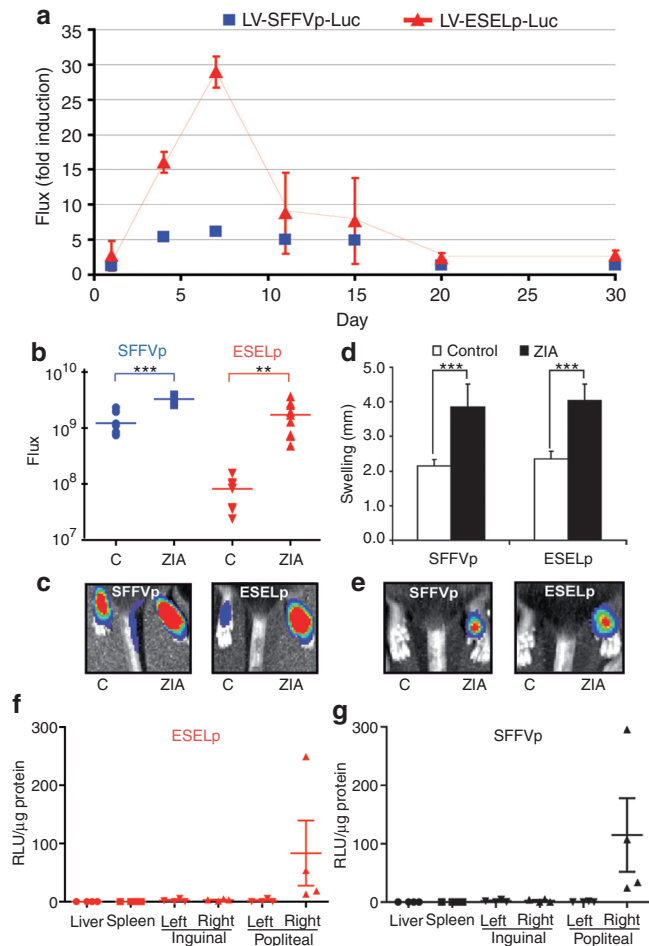 a
LV-SFFVp-Luc LV-ESELp-Luc
Flux (fold induction)
35
30
25
20
15
10
5
0
0 5 10 15 20 25 30
Day
b
SFFVp ESELp
*** **
Flux
10^10
10^9
10^8
10^7
C ZIA C ZIA
d
Control ZIA
*** ***
Swelling (mm)
5.0
4.0
3.0
2.0
1.0
0.0
SFFVp ESELp
c
SFFVp ESELp
C ZIA C ZIA
e
SFFVp ESELp
C ZIA C ZIA
f
ESELp
RLU/μg protein
300
200
100
0
Liver Spleen Left Right Left Right
Inguinal Popliteal
g
SFFVp
RLU/μg protein
300
200
100
0
Liver Spleen Left Right Left Right
Inguinal Popliteal